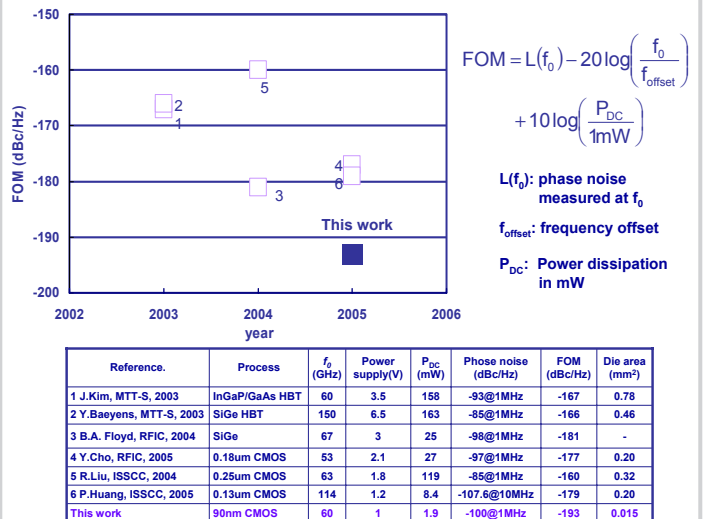 -150
-160
-170
-180
-190
-200
FOM (dBc/Hz)
2
1
5
3
4
6
This work
2002 2003 2004 2005 2006
year
FOM = L(f₀) − 20log(f₀/f_offset)
+10log(P_DC/1mW)
L(f₀): phase noise
measured at f₀
f_offset: frequency offset
P_DC: Power dissipation
in mW
Reference. Process f₀ (GHz) Power supply(V) P_DC (mW) Phose noise (dBc/Hz) FOM (dBc/Hz) Die area (mm²)
1 J.Kim, MTT-S, 2003 InGaP/GaAs HBT 60 3.5 158 -93@1MHz -167 0.78
2 Y.Baeyens, MTT-S, 2003 SiGe HBT 150 6.5 163 -85@1MHz -166 0.46
3 B.A. Floyd, RFIC, 2004 SiGe 67 3 25 -98@1MHz -181 -
4 Y.Cho, RFIC, 2005 0.18um CMOS 53 2.1 27 -97@1MHz -177 0.20
5 R.Liu, ISSCC, 2004 0.25um CMOS 63 1.8 119 -85@1MHz -160 0.32
6 P.Huang, ISSCC, 2005 0.13um CMOS 114 1.2 8.4 -107.6@10MHz -179 0.20
This work 90nm CMOS 60 1 1.9 -100@1MHz -193 0.015